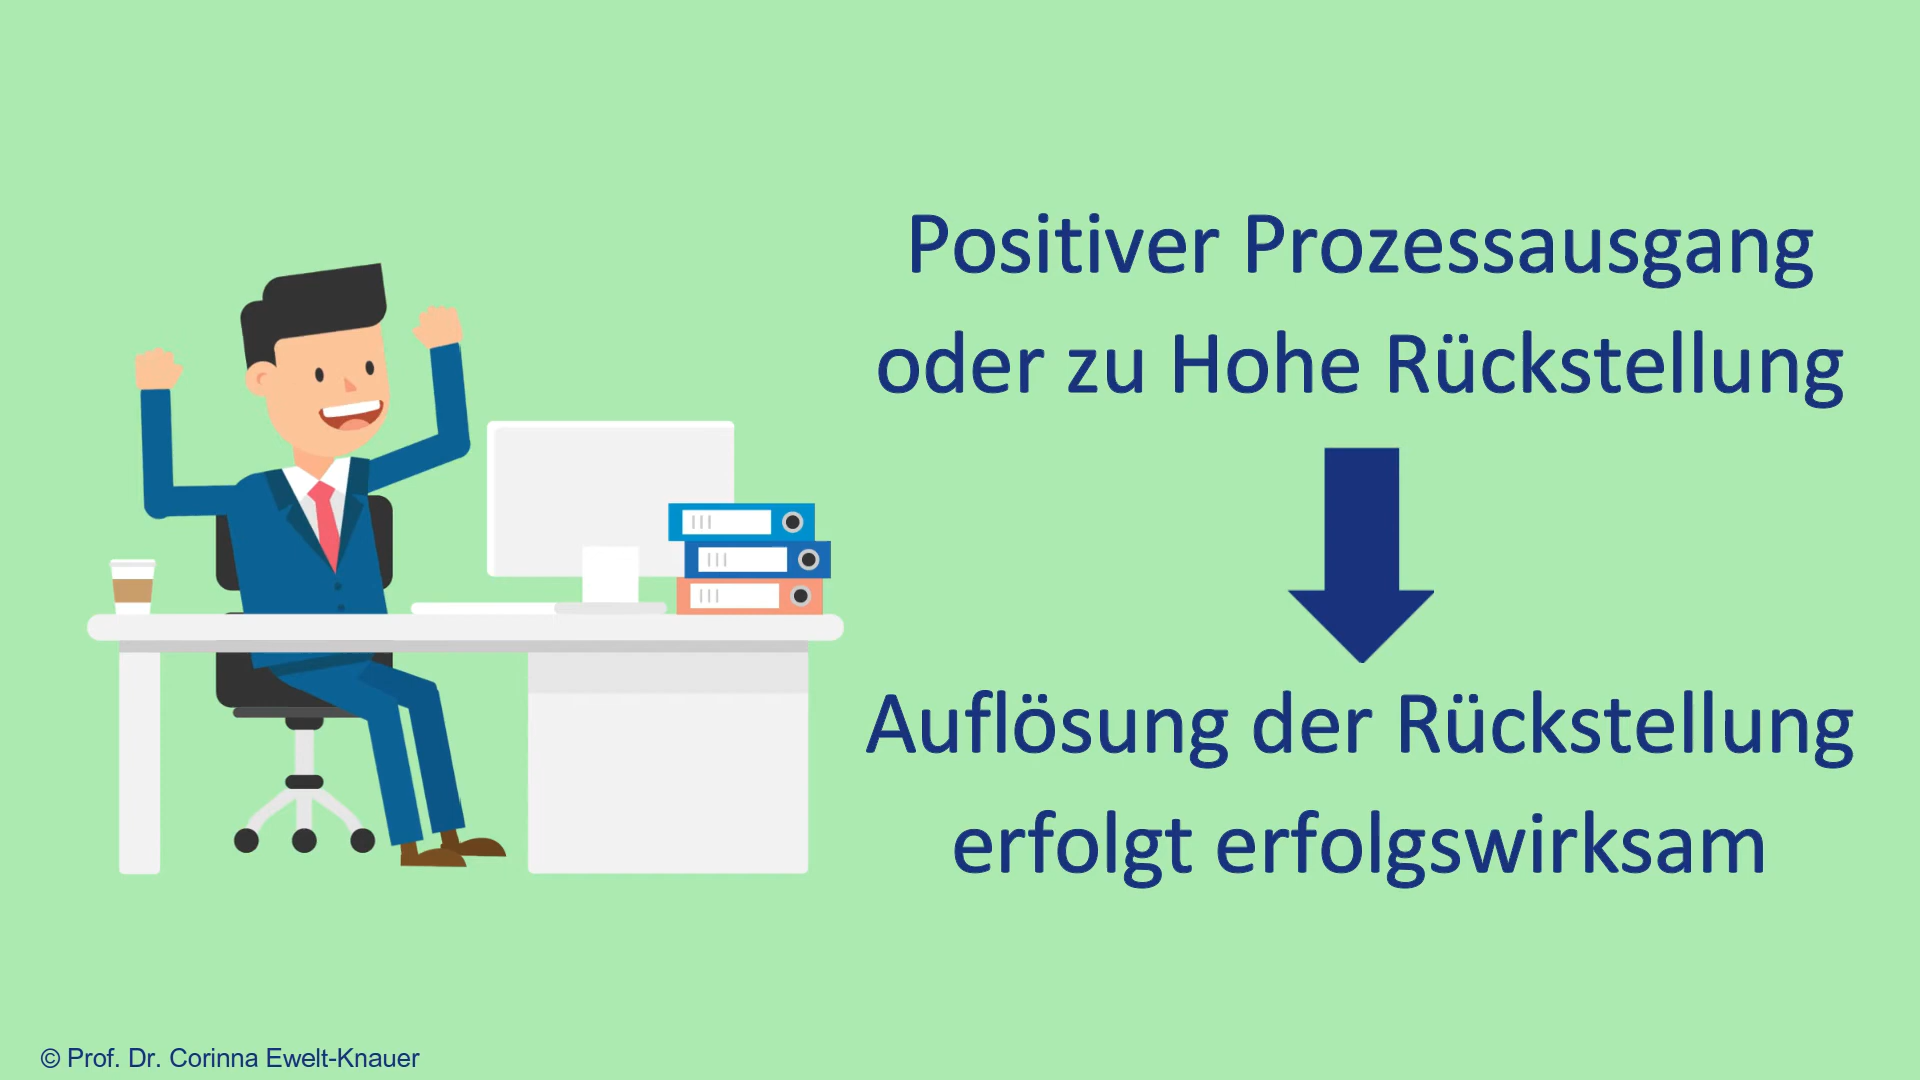 Positiver Prozessausgang
oder zu Hohe Rückstellung
Auflösung der Rückstellung
erfolgt erfolgswirksam
© Prof. Dr. Corinna Ewelt-Knauer